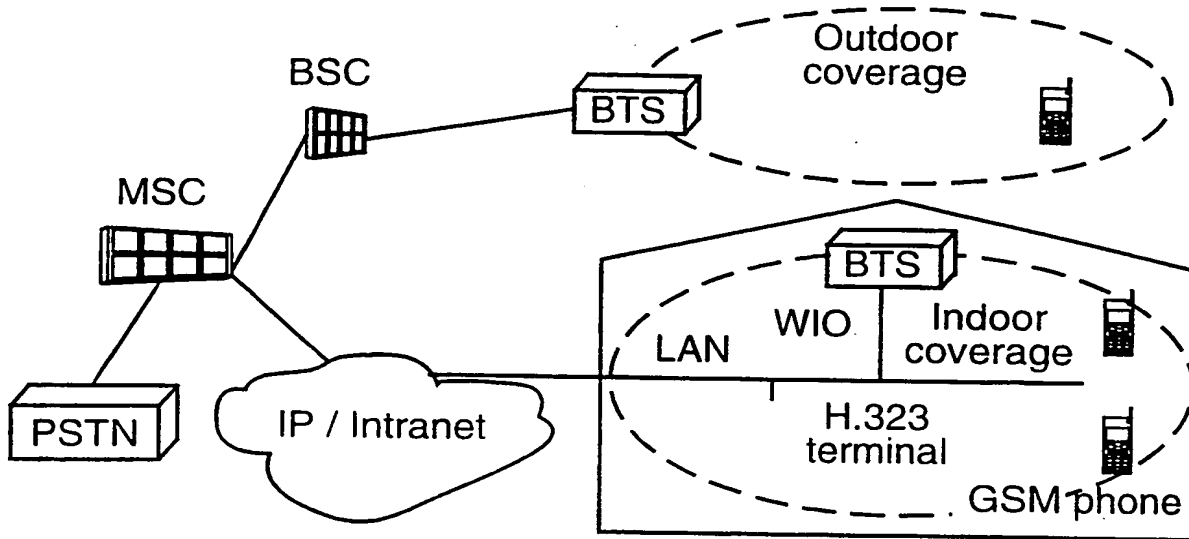 Outdoor
coverage
BSC
BTS
MSC
BTS
WIO
Indoor
coverage
LAN
PSTN
IP / Intranet
H.323
terminal
GSM phone